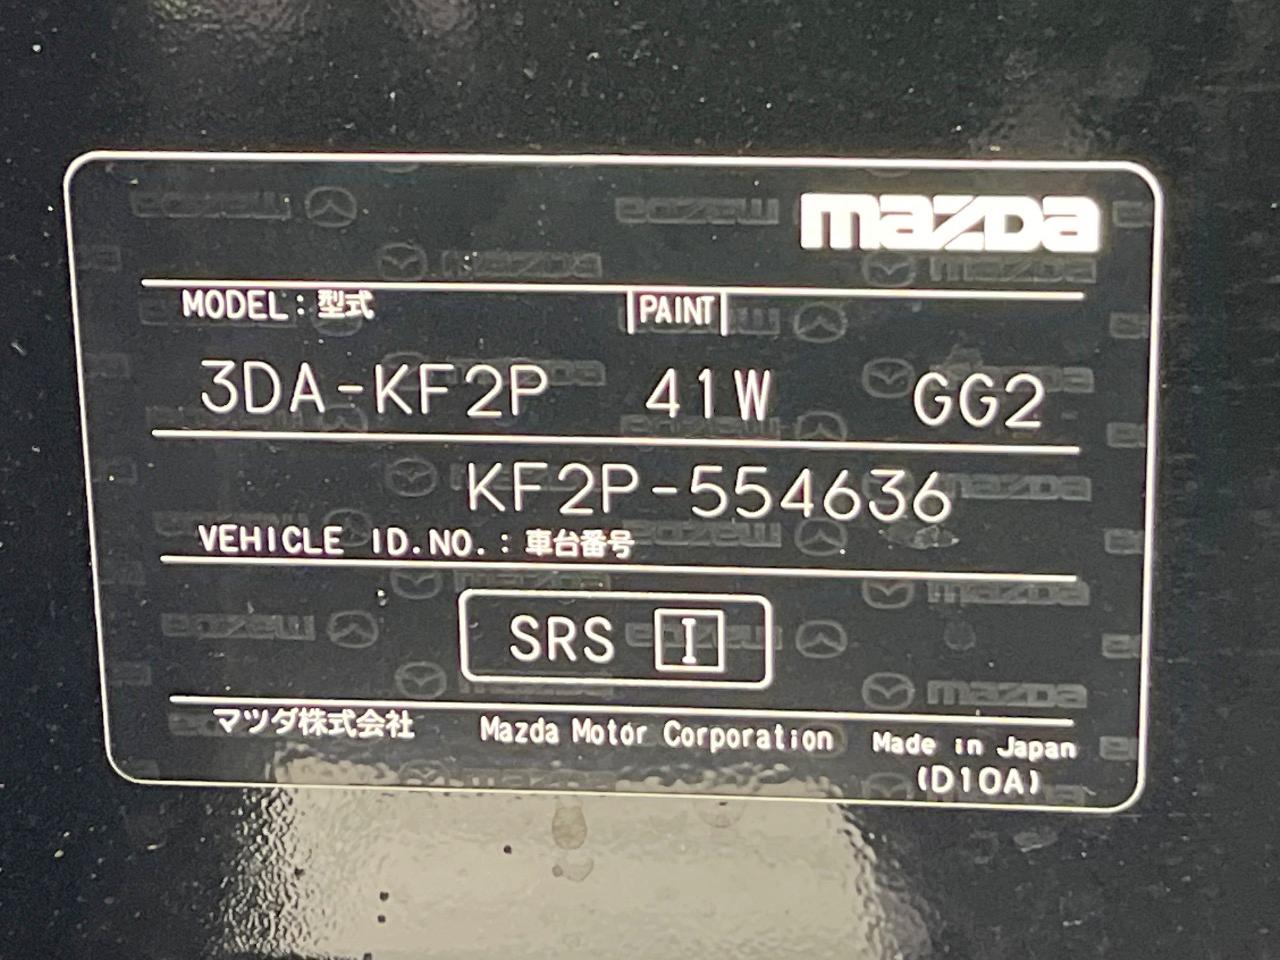 mazda
MODEL：型式 PAINT
3DA-KF2P 41W GG2
KF2P-554636
VEHICLE ID.NO.：車台番号
SRS I
マツダ株式会社 Mazda Motor Corporation Made in Japan
(D10A)